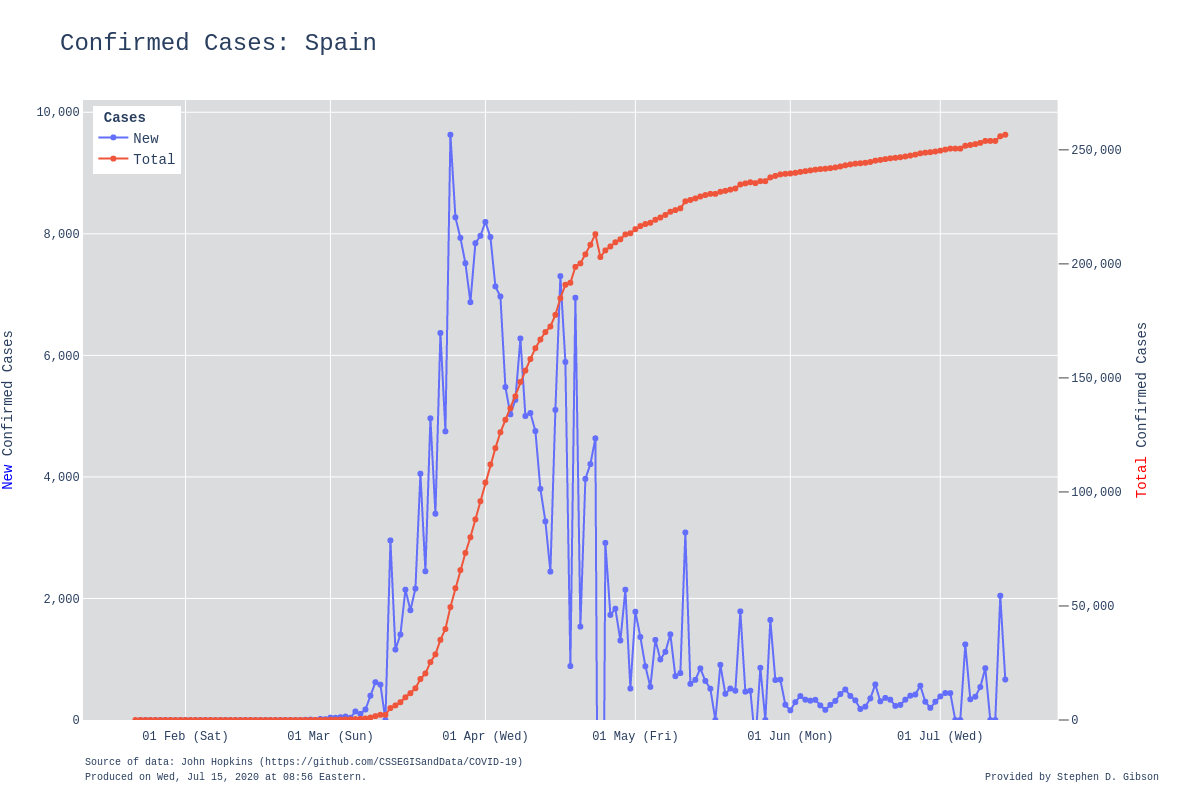 Confirmed Cases: Spain
Cases
New
Total
10,000
8,000
6,000
4,000
2,000
0
New Confirmed Cases
250,000
200,000
150,000
100,000
50,000
0
Total Confirmed Cases
01 Feb (Sat)
01 Mar (Sun)
01 Apr (Wed)
01 May (Fri)
01 Jun (Mon)
01 Jul (Wed)
Source of data: John Hopkins (https://github.com/CSSEGISandData/COVID-19)
Produced on Wed, Jul 15, 2020 at 08:56 Eastern.
Provided by Stephen D. Gibson